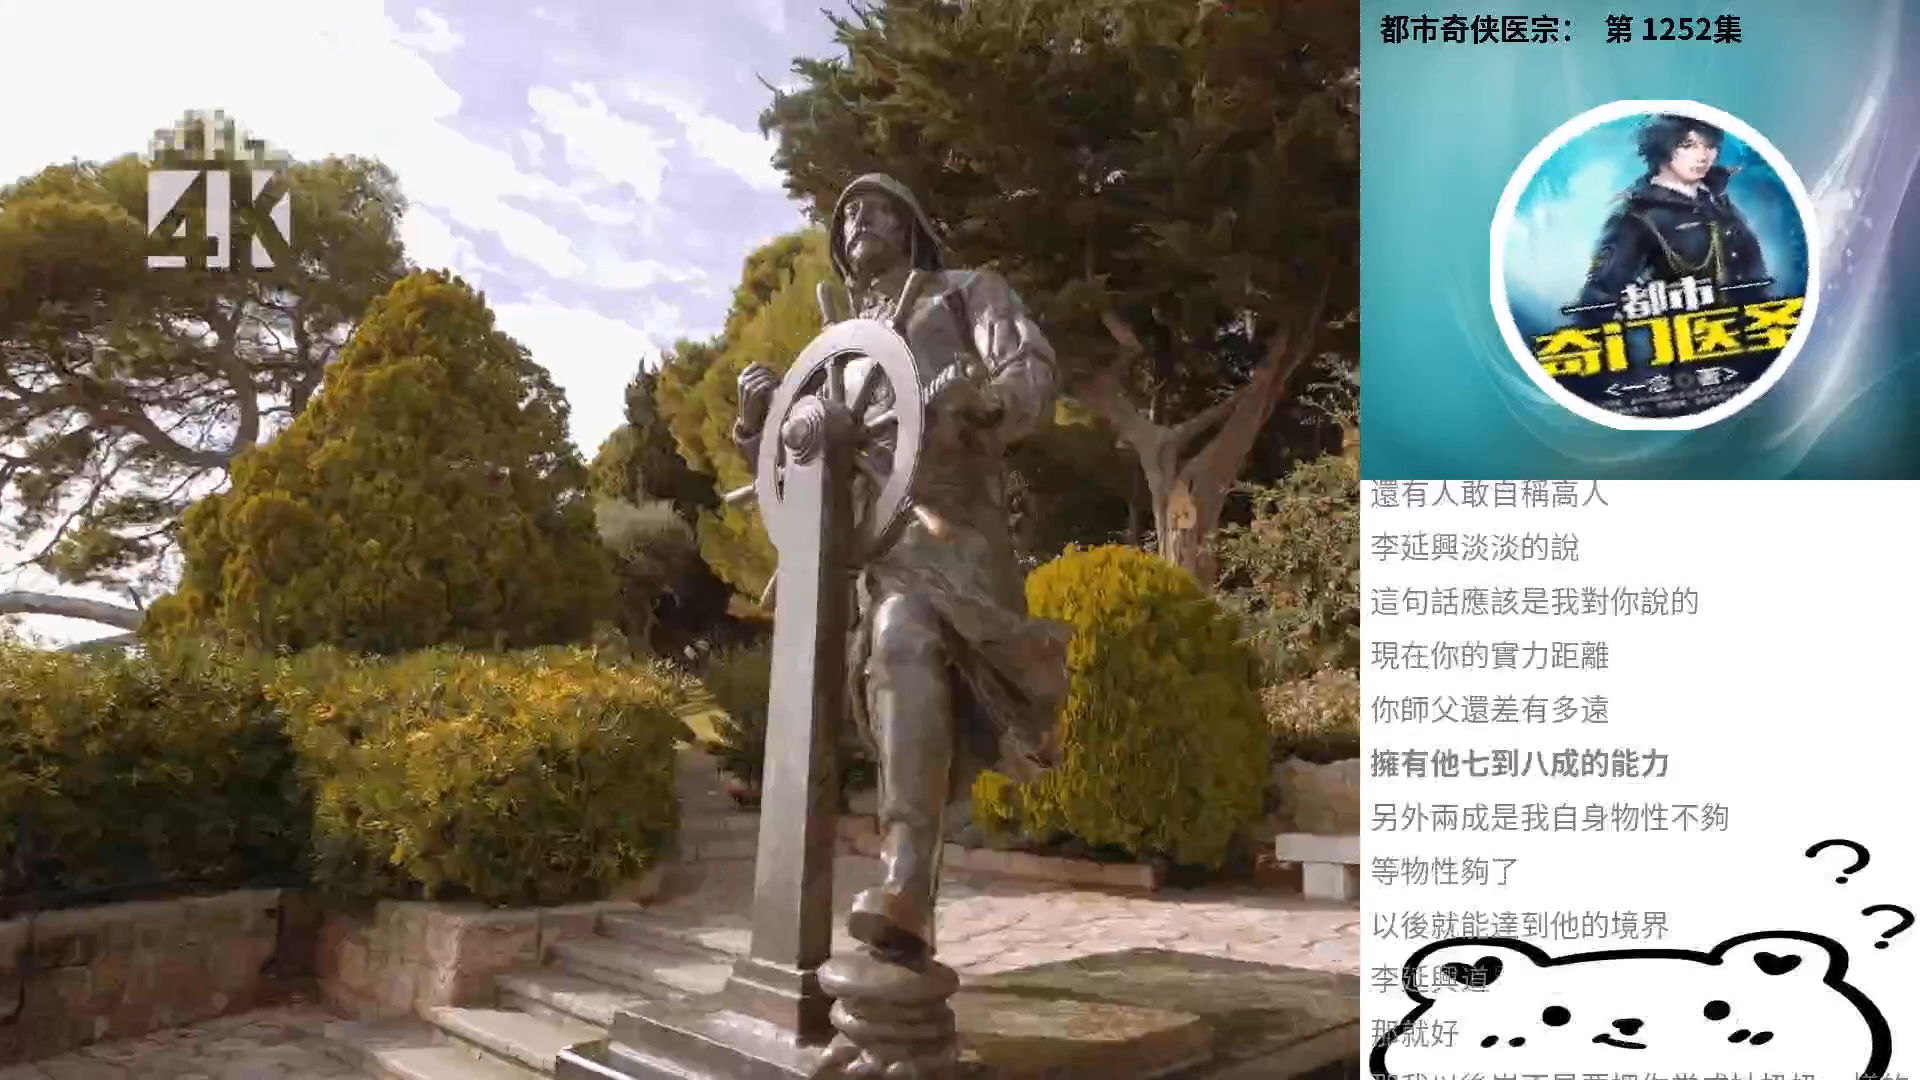 4K
都市奇侠医宗： 第 1252集
都市
奇门医圣
還有人敢自稱高人
李延興淡淡的說
這句話應該是我對你說的
現在你的實力距離
你師父還差有多遠
擁有他七到八成的能力
另外兩成是我自身物性不夠
等物性夠了
以後就能達到他的境界
李延興道
那就好
？
？